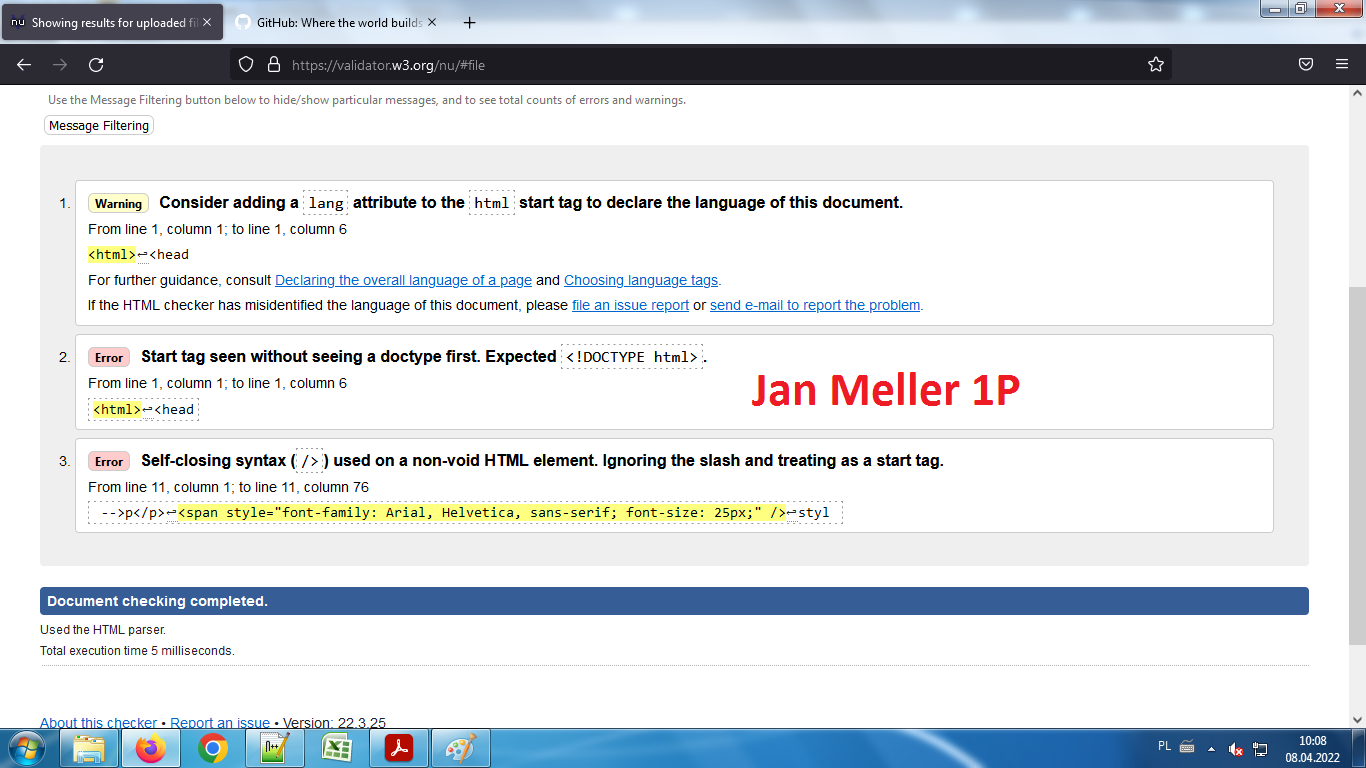 Showing results for uploaded fil
GitHub: Where the world builds
https://validator.w3.org/nu/#file
Use the Message Filtering button below to hide/show particular messages, and to see total counts of errors and warnings.
Message Filtering
1. Warning Consider adding a lang attribute to the html start tag to declare the language of this document.
From line 1, column 1; to line 1, column 6
<html>↩<head
For further guidance, consult Declaring the overall language of a page and Choosing language tags.
If the HTML checker has misidentified the language of this document, please file an issue report or send e-mail to report the problem.
2. Error Start tag seen without seeing a doctype first. Expected <!DOCTYPE html>.
From line 1, column 1; to line 1, column 6
<html>↩<head
Jan Meller 1P
3. Error Self-closing syntax (/>) used on a non-void HTML element. Ignoring the slash and treating as a start tag.
From line 11, column 1; to line 11, column 76
-->p</p>↩<span style="font-family: Arial, Helvetica, sans-serif; font-size: 25px;" />↩styl
Document checking completed.
Used the HTML parser.
Total execution time 5 milliseconds.
About this checker • Report an issue • Version: 22.3.25
PL
10:08
08.04.2022